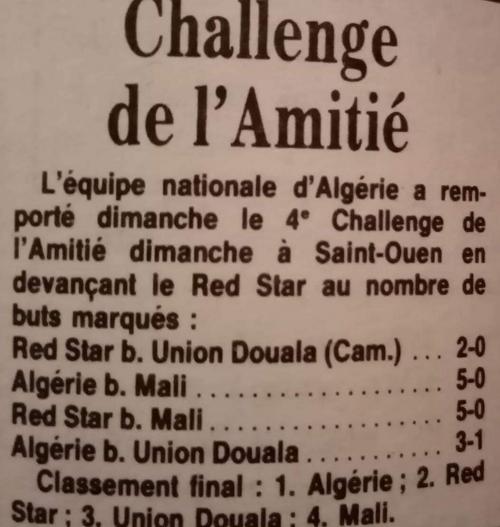 Challenge
de l'Amitié
L'équipe nationale d'Algérie a rem-
porté dimanche le 4e Challenge de
l'Amitié dimanche à Saint-Ouen en
devançant le Red Star au nombre de
buts marqués :
Red Star b. Union Douala (Cam.) ... 2-0
Algérie b. Mali ..................... 5-0
Red Star b. Mali .................... 5-0
Algérie b. Union Douala ........... 3-1
Classement final : 1. Algérie ; 2. Red
Star ; 3. Union Douala ; 4. Mali.